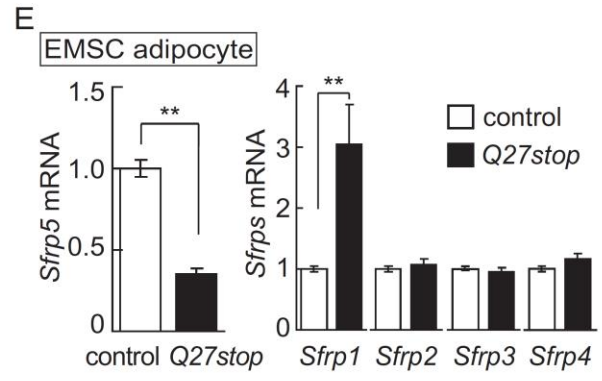 E
EMSC adipocyte
Sfrp5 mRNA
1.5
1.0
0.5
0
**
control Q27stop
Sfrps mRNA
4
3
2
1
0
**
control
Q27stop
Sfrp1 Sfrp2 Sfrp3 Sfrp4